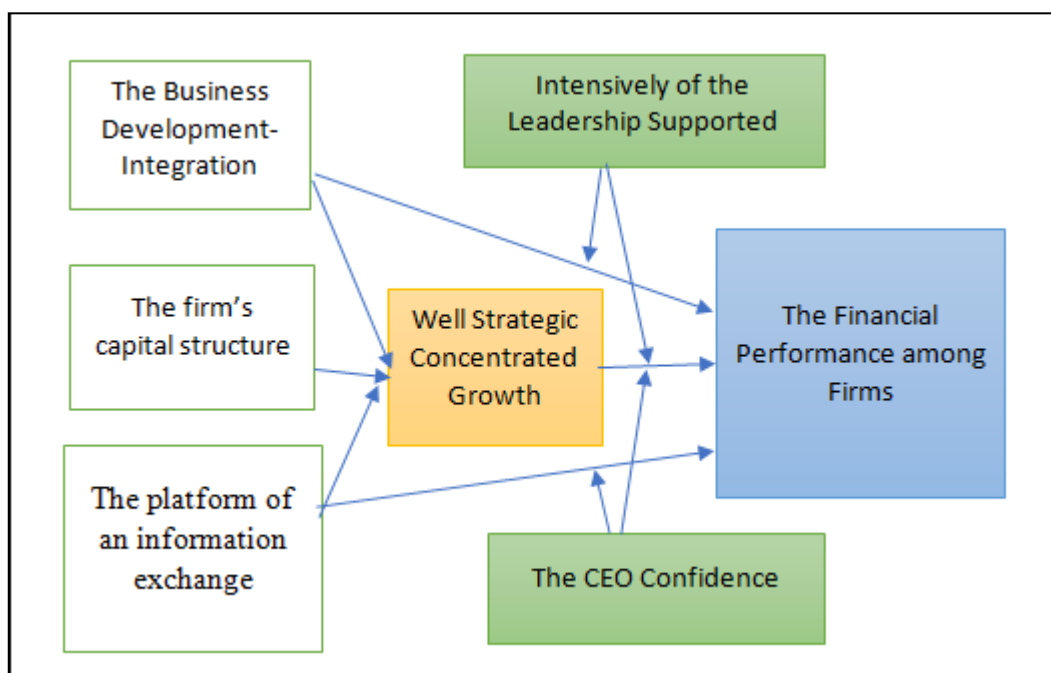 The Business
Development-
Integration
Intensively of the
Leadership Supported
The firm’s
capital structure
Well Strategic
Concentrated
Growth
The Financial
Performance among
Firms
The platform of
an information
exchange
The CEO Confidence